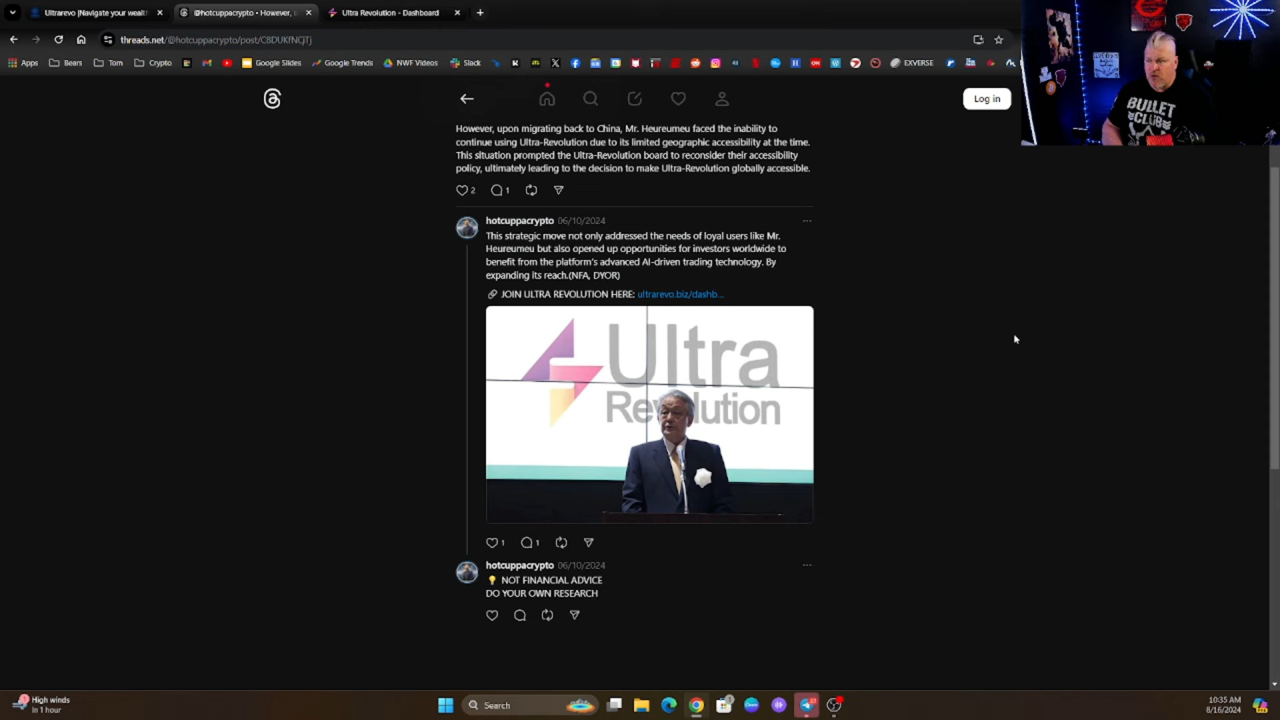 Ultrarevo |Navigate your wealt
@hotcuppacrypto • However, u
Ultra Revolution - Dashboard
threads.net/@hotcuppacrypto/post/C8DUKfNCjTj
Apps
Bears
Tom
Crypto
Google Slides
Google Trends
NWF Videos
Slack
EXVERSE
Log in
BULLET
CLUB
However, upon migrating back to China, Mr. Heureumeu faced the inability to
continue using Ultra-Revolution due to its limited geographic accessibility at the time.
This situation prompted the Ultra-Revolution board to reconsider their accessibility
policy, ultimately leading to the decision to make Ultra-Revolution globally accessible.
2
1
hotcuppacrypto 06/10/2024
This strategic move not only addressed the needs of loyal users like Mr.
Heureumeu but also opened up opportunities for investors worldwide to
benefit from the platform's advanced AI-driven trading technology. By
expanding its reach.(NFA, DYOR)
JOIN ULTRA REVOLUTION HERE: ultrarevo.biz/dashb...
Ultra
Revolution
1
1
hotcuppacrypto 06/10/2024
NOT FINANCIAL ADVICE
DO YOUR OWN RESEARCH
High winds
In 1 hour
Search
10:35 AM
8/16/2024